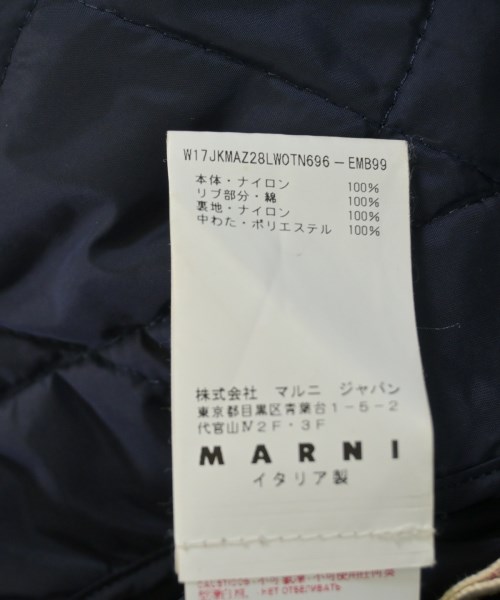 W17JKMAZ28LWOTN696-EMB99
本体・ナイロン 100%
リブ部分・綿 100%
裏地・ナイロン 100%
中わた・ポリエステル 100%
株式会社 マルニ ジャパン
東京都目黒区青葉台1-5-2
代官山Ⅳ2F・3F
MARNI
イタリア製